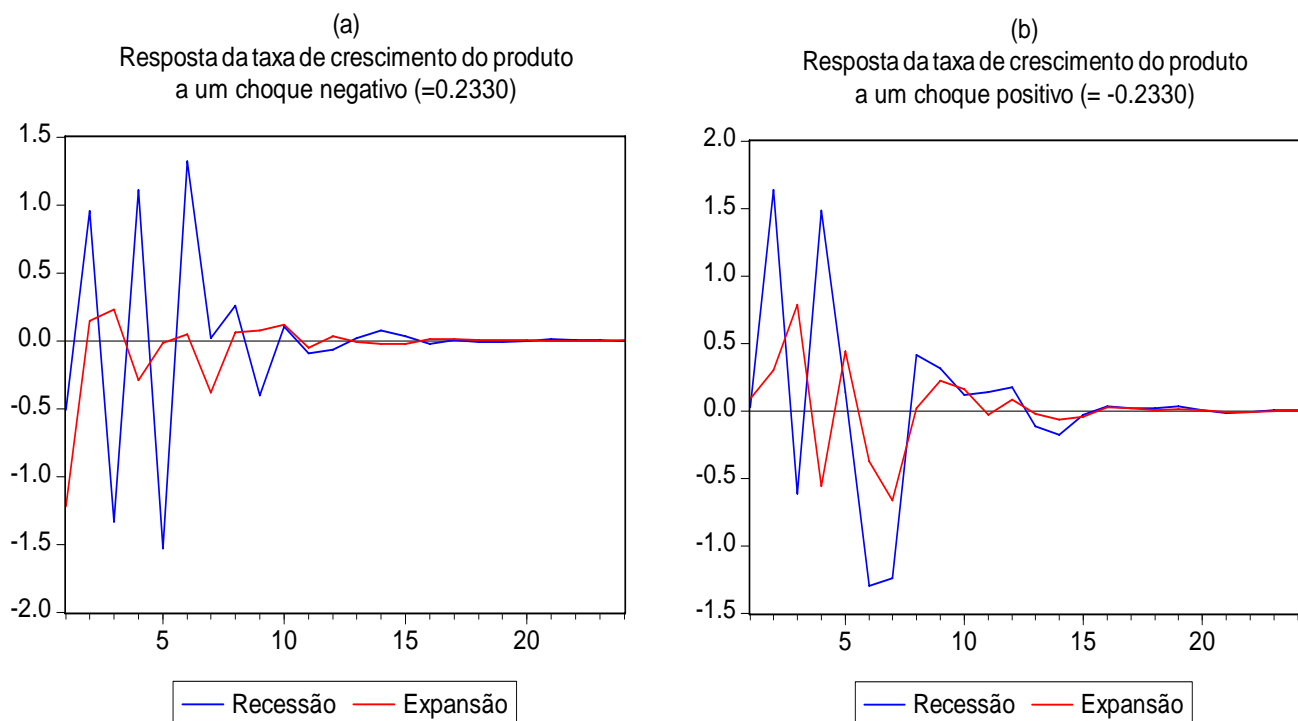 (a)
Resposta da taxa de crescimento do produto
a um choque negativo (=0.2330)
1.5
1.0
0.5
0.0
-0.5
-1.0
-1.5
-2.0
5
10
15
20
Recessão
Expansão
(b)
Resposta da taxa de crescimento do produto
a um choque positivo (= -0.2330)
2.0
1.5
1.0
0.5
0.0
-0.5
-1.0
-1.5
5
10
15
20
Recessão
Expansão